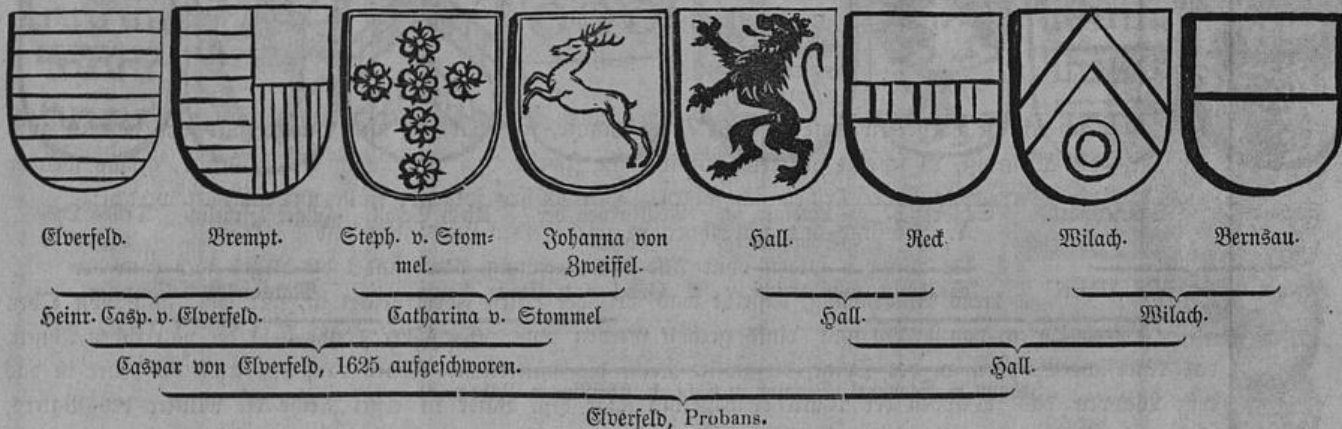 Elverfeld. Brempt. Steph. v. Stom= Johanna von Hall. Reck. Wilach. Bernsau.
mel. Zweiffel.
Heinr. Casp. v. Elverfeld. Catharina v. Stommel Hall. Wilach.
Caspar von Elverfeld, 1625 aufgeschworen. Hall.
Elverfeld, Probans.